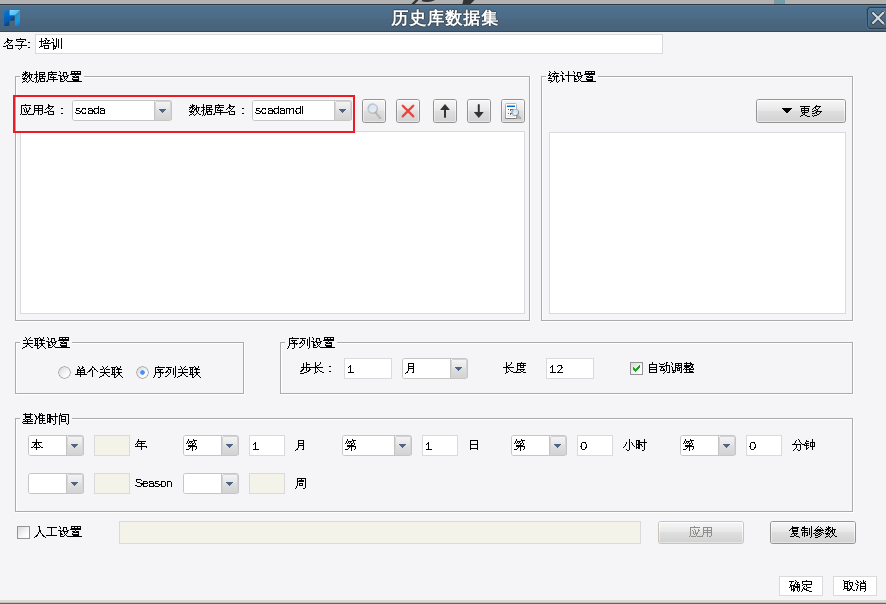 历史库数据集
名字: 培训
数据库设置
统计设置
应用名： scada 数据库名： scadamdl
更多
关联设置
序列设置
单个关联 序列关联
步长： 1 月 长度 12 自动调整
基准时间
本 年 第 1 月 第 1 日 第 0 小时 第 0 分钟
Season 周
人工设置 应用 复制参数
确定 取消